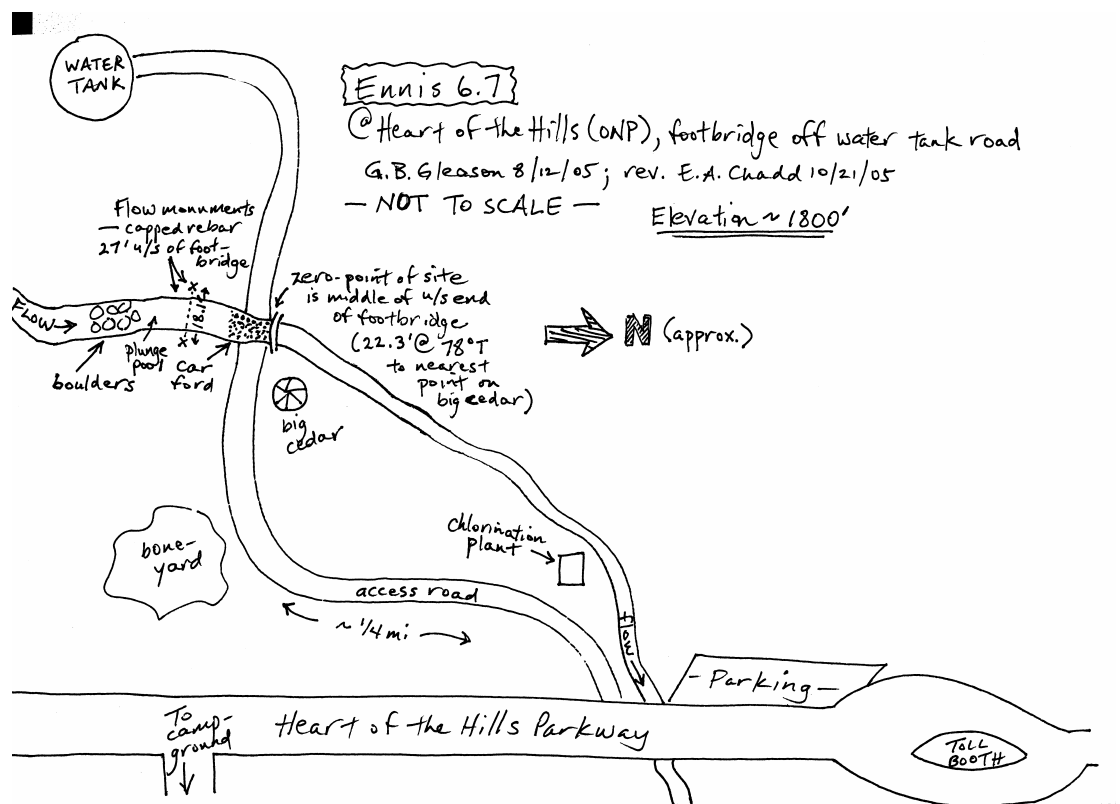 WATER
TANK
Ennis 6.7
@ Heart of the Hills (ONP), footbridge off water tank road
G.B. Gleason 8/12/05; rev. E.A. Chadd 10/21/05
— NOT TO SCALE —
Elevation ~ 1800'
Flow monuments
— capped rebar
27' u/s of foot-
bridge
zero-point of site
is middle of u/s end
of footbridge
(22.3' @ 78°T
to nearest
point on
big cedar)
FLOW →
x
18.1'
x
plunge
pool
boulders
car
ford
N (approx.)
big
cedar
bone-
yard
Chlorination
plant →
access road
~ 1/4 mi
flow
- Parking -
To
camp-
ground
Heart of the Hills Parkway
TOLL
BOOTH